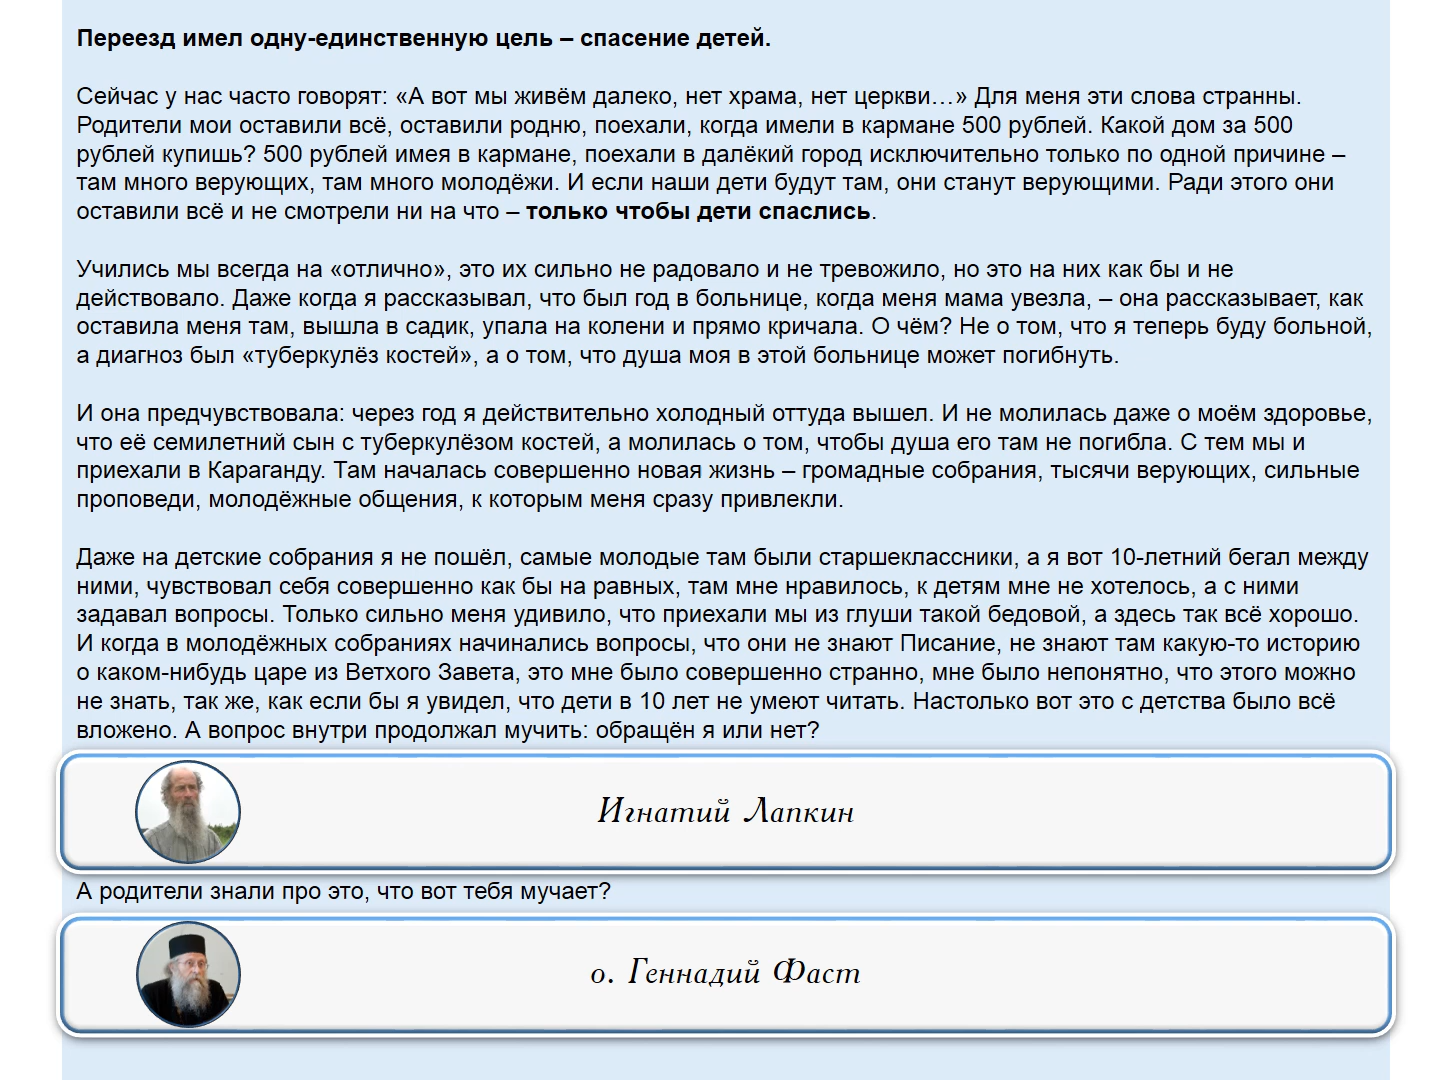 Переезд имел одну-единственную цель – спасение детей.
Сейчас у нас часто говорят: «А вот мы живём далеко, нет храма, нет церкви…» Для меня эти слова странны.
Родители мои оставили всё, оставили родню, поехали, когда имели в кармане 500 рублей. Какой дом за 500
рублей купишь? 500 рублей имея в кармане, поехали в далёкий город исключительно только по одной причине –
там много верующих, там много молодёжи. И если наши дети будут там, они станут верующими. Ради этого они
оставили всё и не смотрели ни на что – только чтобы дети спаслись.
Учились мы всегда на «отлично», это их сильно не радовало и не тревожило, но это на них как бы и не
действовало. Даже когда я рассказывал, что был год в больнице, когда меня мама увезла, – она рассказывает, как
оставила меня там, вышла в садик, упала на колени и прямо кричала. О чём? Не о том, что я теперь буду больной,
а диагноз был «туберкулёз костей», а о том, что душа моя в этой больнице может погибнуть.
И она предчувствовала: через год я действительно холодный оттуда вышел. И не молилась даже о моём здоровье,
что её семилетний сын с туберкулёзом костей, а молилась о том, чтобы душа его там не погибла. С тем мы и
приехали в Караганду. Там началась совершенно новая жизнь – громадные собрания, тысячи верующих, сильные
проповеди, молодёжные общения, к которым меня сразу привлекли.
Даже на детские собрания я не пошёл, самые молодые там были старшеклассники, а я вот 10-летний бегал между
ними, чувствовал себя совершенно как бы на равных, там мне нравилось, к детям мне не хотелось, а с ними
задавал вопросы. Только сильно меня удивило, что приехали мы из глуши такой бедовой, а здесь так всё хорошо.
И когда в молодёжных собраниях начинались вопросы, что они не знают Писание, не знают там какую-то историю
о каком-нибудь царе из Ветхого Завета, это мне было совершенно странно, мне было непонятно, что этого можно
не знать, так же, как если бы я увидел, что дети в 10 лет не умеют читать. Настолько вот это с детства было всё
вложено. А вопрос внутри продолжал мучить: обращён я или нет?
Игнатий Лапкин
А родители знали про это, что вот тебя мучает?
о. Геннадий Фаст